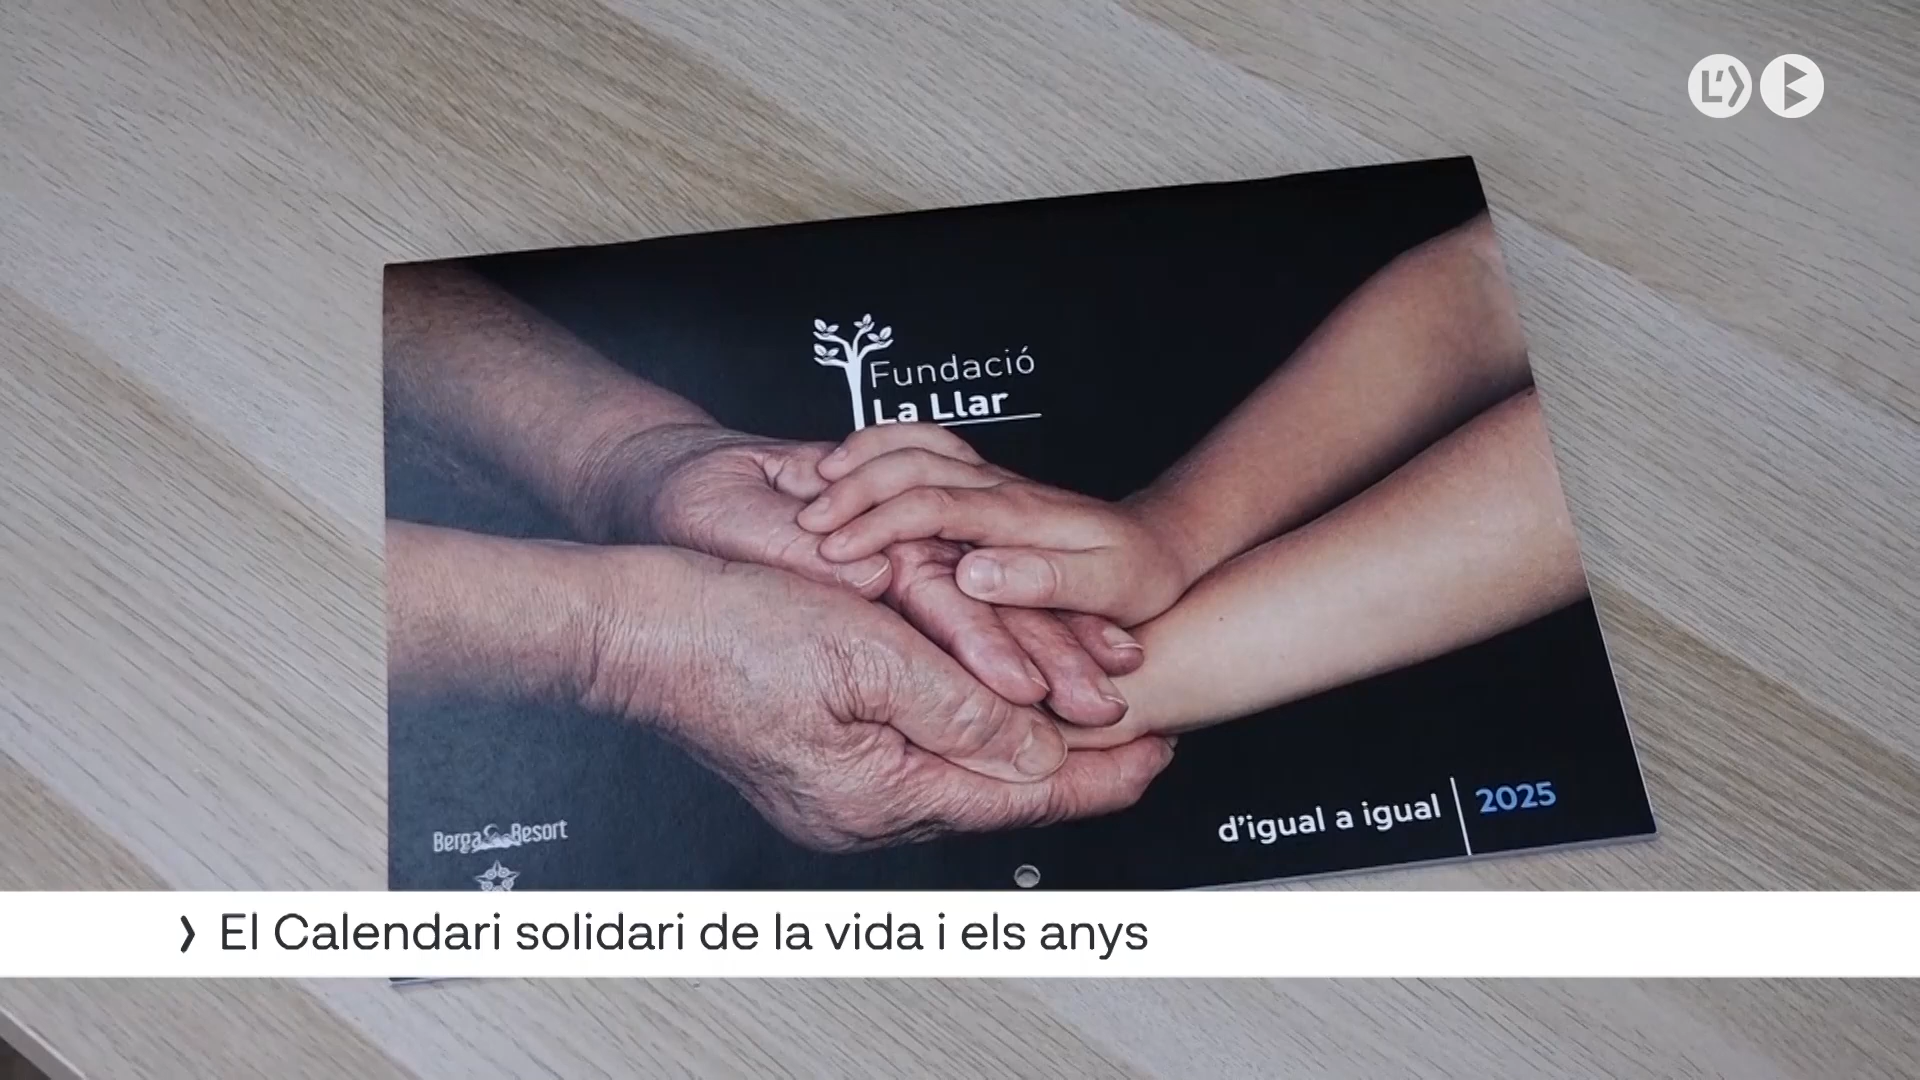 L'
Fundació
La Llar
d'igual a igual | 2025
Berga Resort
› El Calendari solidari de la vida i els anys